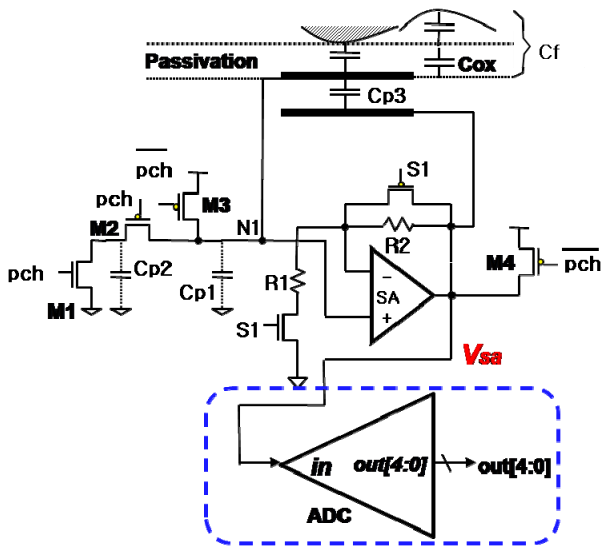 Passivation
Cox
Cf
Cp3
pch
pch
M3
M2
N1
S1
R2
M4
pch
pch
Cp2
Cp1
R1
M1
S1
−
SA
+
Vsa
in
out[4:0]
out[4:0]
ADC